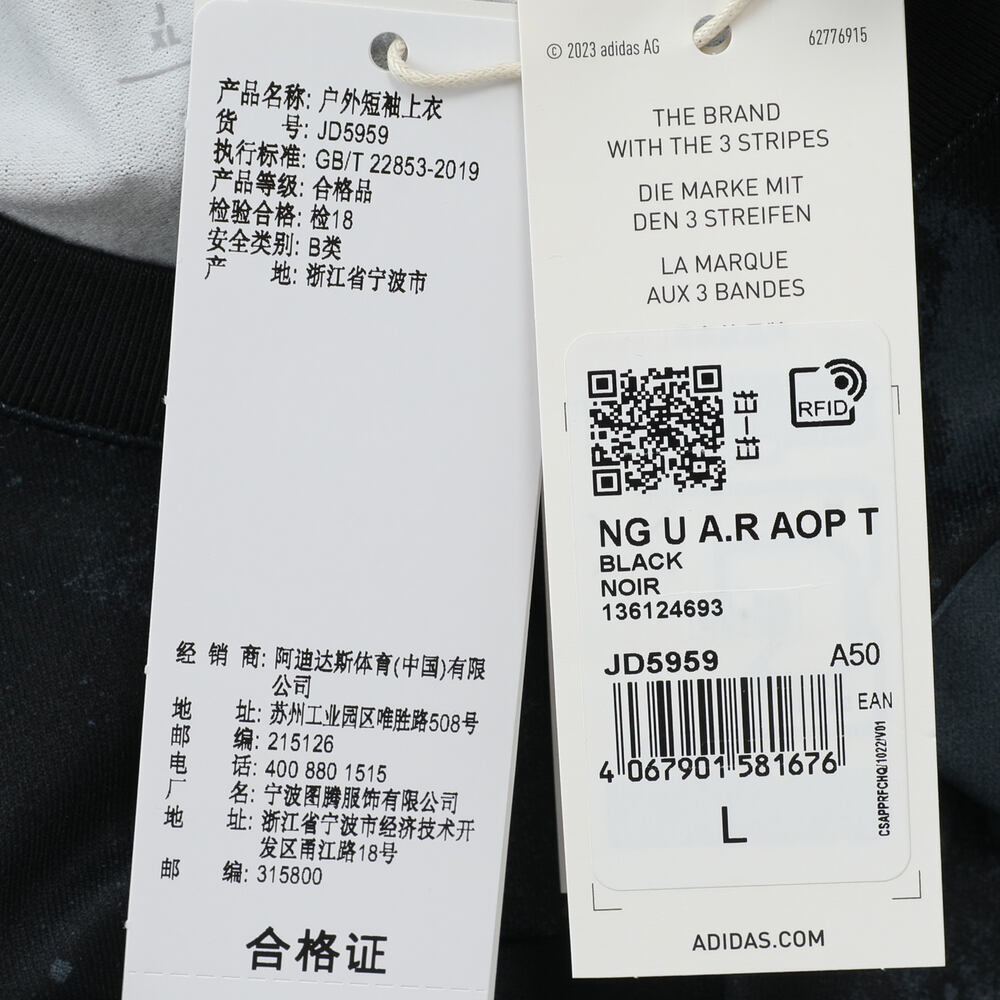 XL
产品名称: 户外短袖上衣
货 号: JD5959
执行标准: GB/T 22853-2019
产品等级: 合格品
检验合格: 检18
安全类别: B类
产 地: 浙江省宁波市
经 销 商: 阿迪达斯体育(中国)有限
公司
地 址: 苏州工业园区唯胜路508号
邮 编: 215126
电 话: 400 880 1515
厂 名: 宁波图腾服饰有限公司
地 址: 浙江省宁波市经济技术开
发区甬江路18号
邮 编: 315800
合格证
© 2023 adidas AG
62776915
THE BRAND
WITH THE 3 STRIPES
DIE MARKE MIT
DEN 3 STREIFEN
LA MARQUE
AUX 3 BANDES
扫一扫
RFID
NG U A.R AOP T
BLACK
NOIR
136124693
JD5959 A50
EAN
4 067901 581676
CSAPPRFCHQ/1022/V01
L
ADIDAS.COM